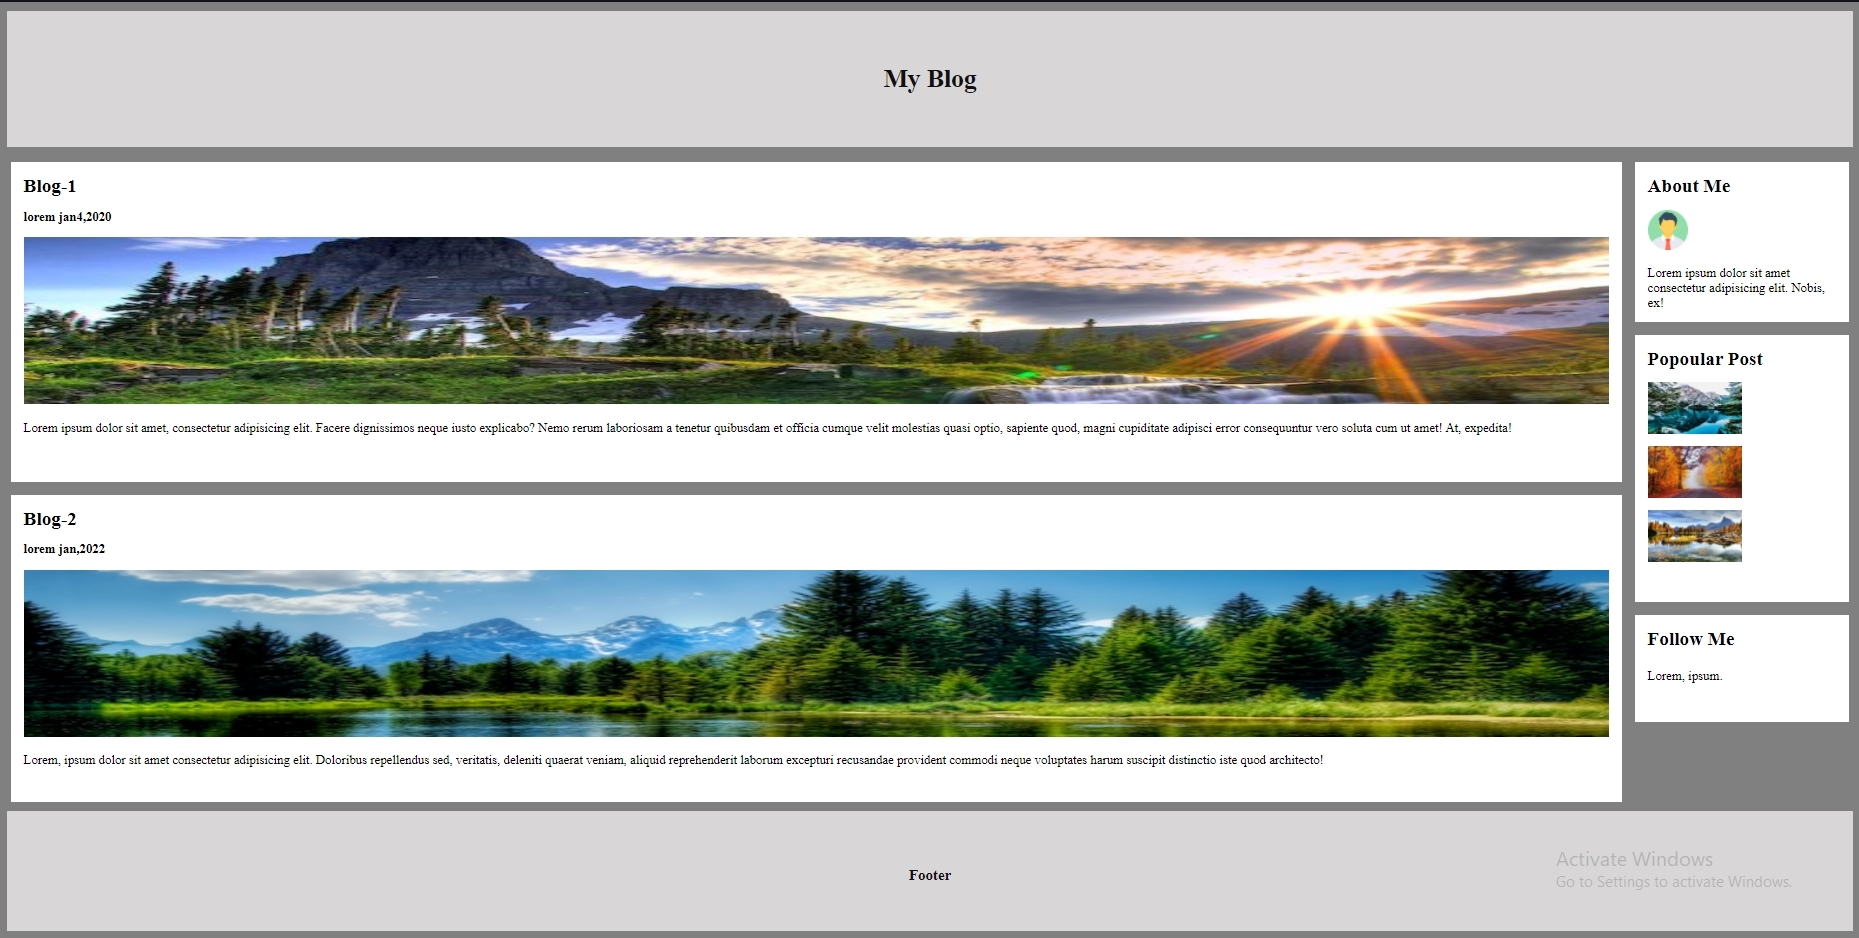 My Blog
Blog-1
lorem jan4,2020
Lorem ipsum dolor sit amet, consectetur adipisicing elit. Facere dignissimos neque iusto explicabo? Nemo rerum laboriosam a tenetur quibusdam et officia cumque velit molestias quasi optio, sapiente quod, magni cupiditate adipisci error consequuntur vero soluta cum ut amet! At, expedita!
Blog-2
lorem jan,2022
Lorem, ipsum dolor sit amet consectetur adipisicing elit. Doloribus repellendus sed, veritatis, deleniti quaerat veniam, aliquid reprehenderit laborum excepturi recusandae provident commodi neque voluptates harum suscipit distinctio iste quod architecto!
About Me
Lorem ipsum dolor sit amet
consectetur adipisicing elit. Nobis,
ex!
Popoular Post
Follow Me
Lorem, ipsum.
Footer
Activate Windows
Go to Settings to activate Windows.